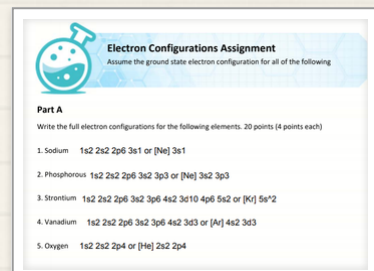 Electron Configurations Assignment
Assume the ground state electron configuration for all of the following
Part A
Write the full electron configurations for the following elements. 20 points (4 points each)
1. Sodium 1s2 2s2 2p6 3s1 or [Ne] 3s1
2. Phosphorous 1s2 2s2 2p6 3s2 3p3 or [Ne] 3s2 3p3
3. Strontium 1s2 2s2 2p6 3s2 3p6 4s2 3d10 4p6 5s2 or [Kr] 5s^2
4. Vanadium 1s2 2s2 2p6 3s2 3p6 4s2 3d3 or [Ar] 4s2 3d3
5. Oxygen 1s2 2s2 2p4 or [He] 2s2 2p4